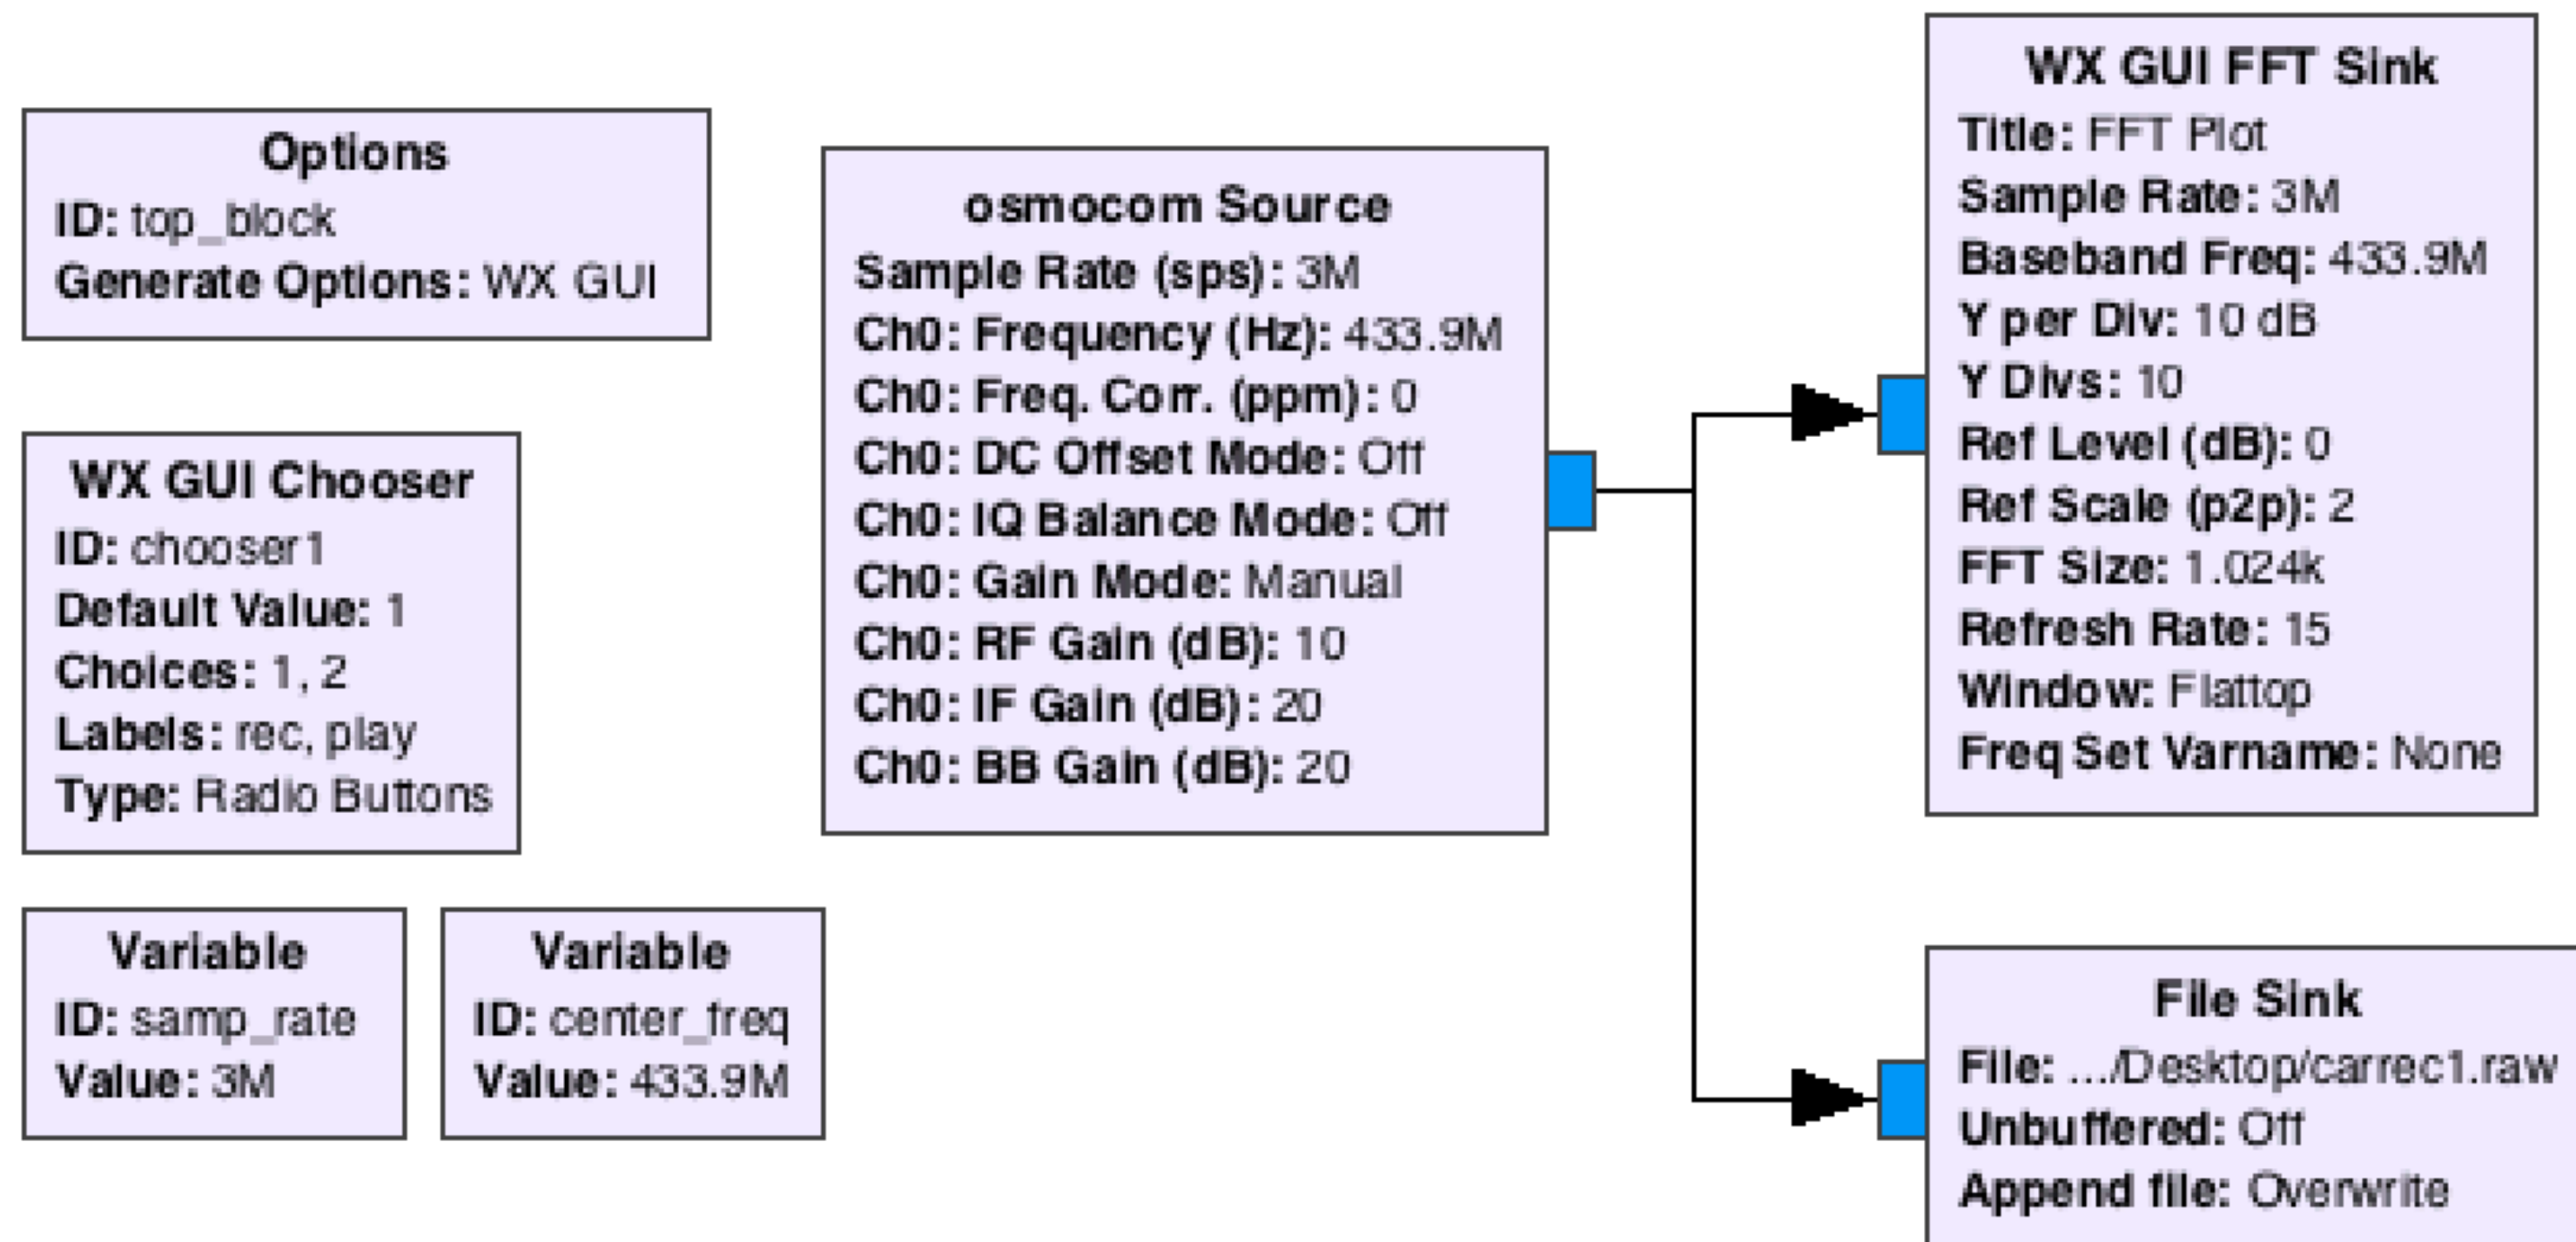 Options
ID: top_block
Generate Options: WX GUI
WX GUI Chooser
ID: chooser1
Default Value: 1
Choices: 1, 2
Labels: rec, play
Type: Radio Buttons
Variable
ID: samp_rate
Value: 3M
Variable
ID: center_freq
Value: 433.9M
osmocom Source
Sample Rate (sps): 3M
Ch0: Frequency (Hz): 433.9M
Ch0: Freq. Corr. (ppm): 0
Ch0: DC Offset Mode: Off
Ch0: IQ Balance Mode: Off
Ch0: Gain Mode: Manual
Ch0: RF Gain (dB): 10
Ch0: IF Gain (dB): 20
Ch0: BB Gain (dB): 20
WX GUI FFT Sink
Title: FFT Plot
Sample Rate: 3M
Baseband Freq: 433.9M
Y per Div: 10 dB
Y Divs: 10
Ref Level (dB): 0
Ref Scale (p2p): 2
FFT Size: 1.024k
Refresh Rate: 15
Window: Flattop
Freq Set Varname: None
File Sink
File: .../Desktop/carrec1.raw
Unbuffered: Off
Append file: Overwrite